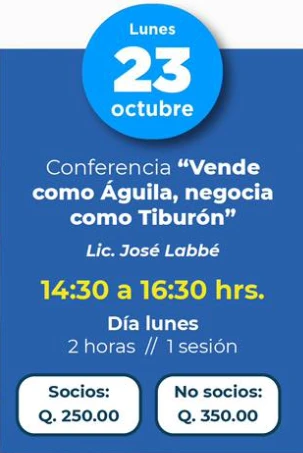 Lunes
23
octubre
Conferencia “Vende
como Águila, negocia
como Tiburón”
Lic. José Labbé
14:30 a 16:30 hrs.
Día lunes
2 horas // 1 sesión
Socios:
Q. 250.00
No socios:
Q. 350.00